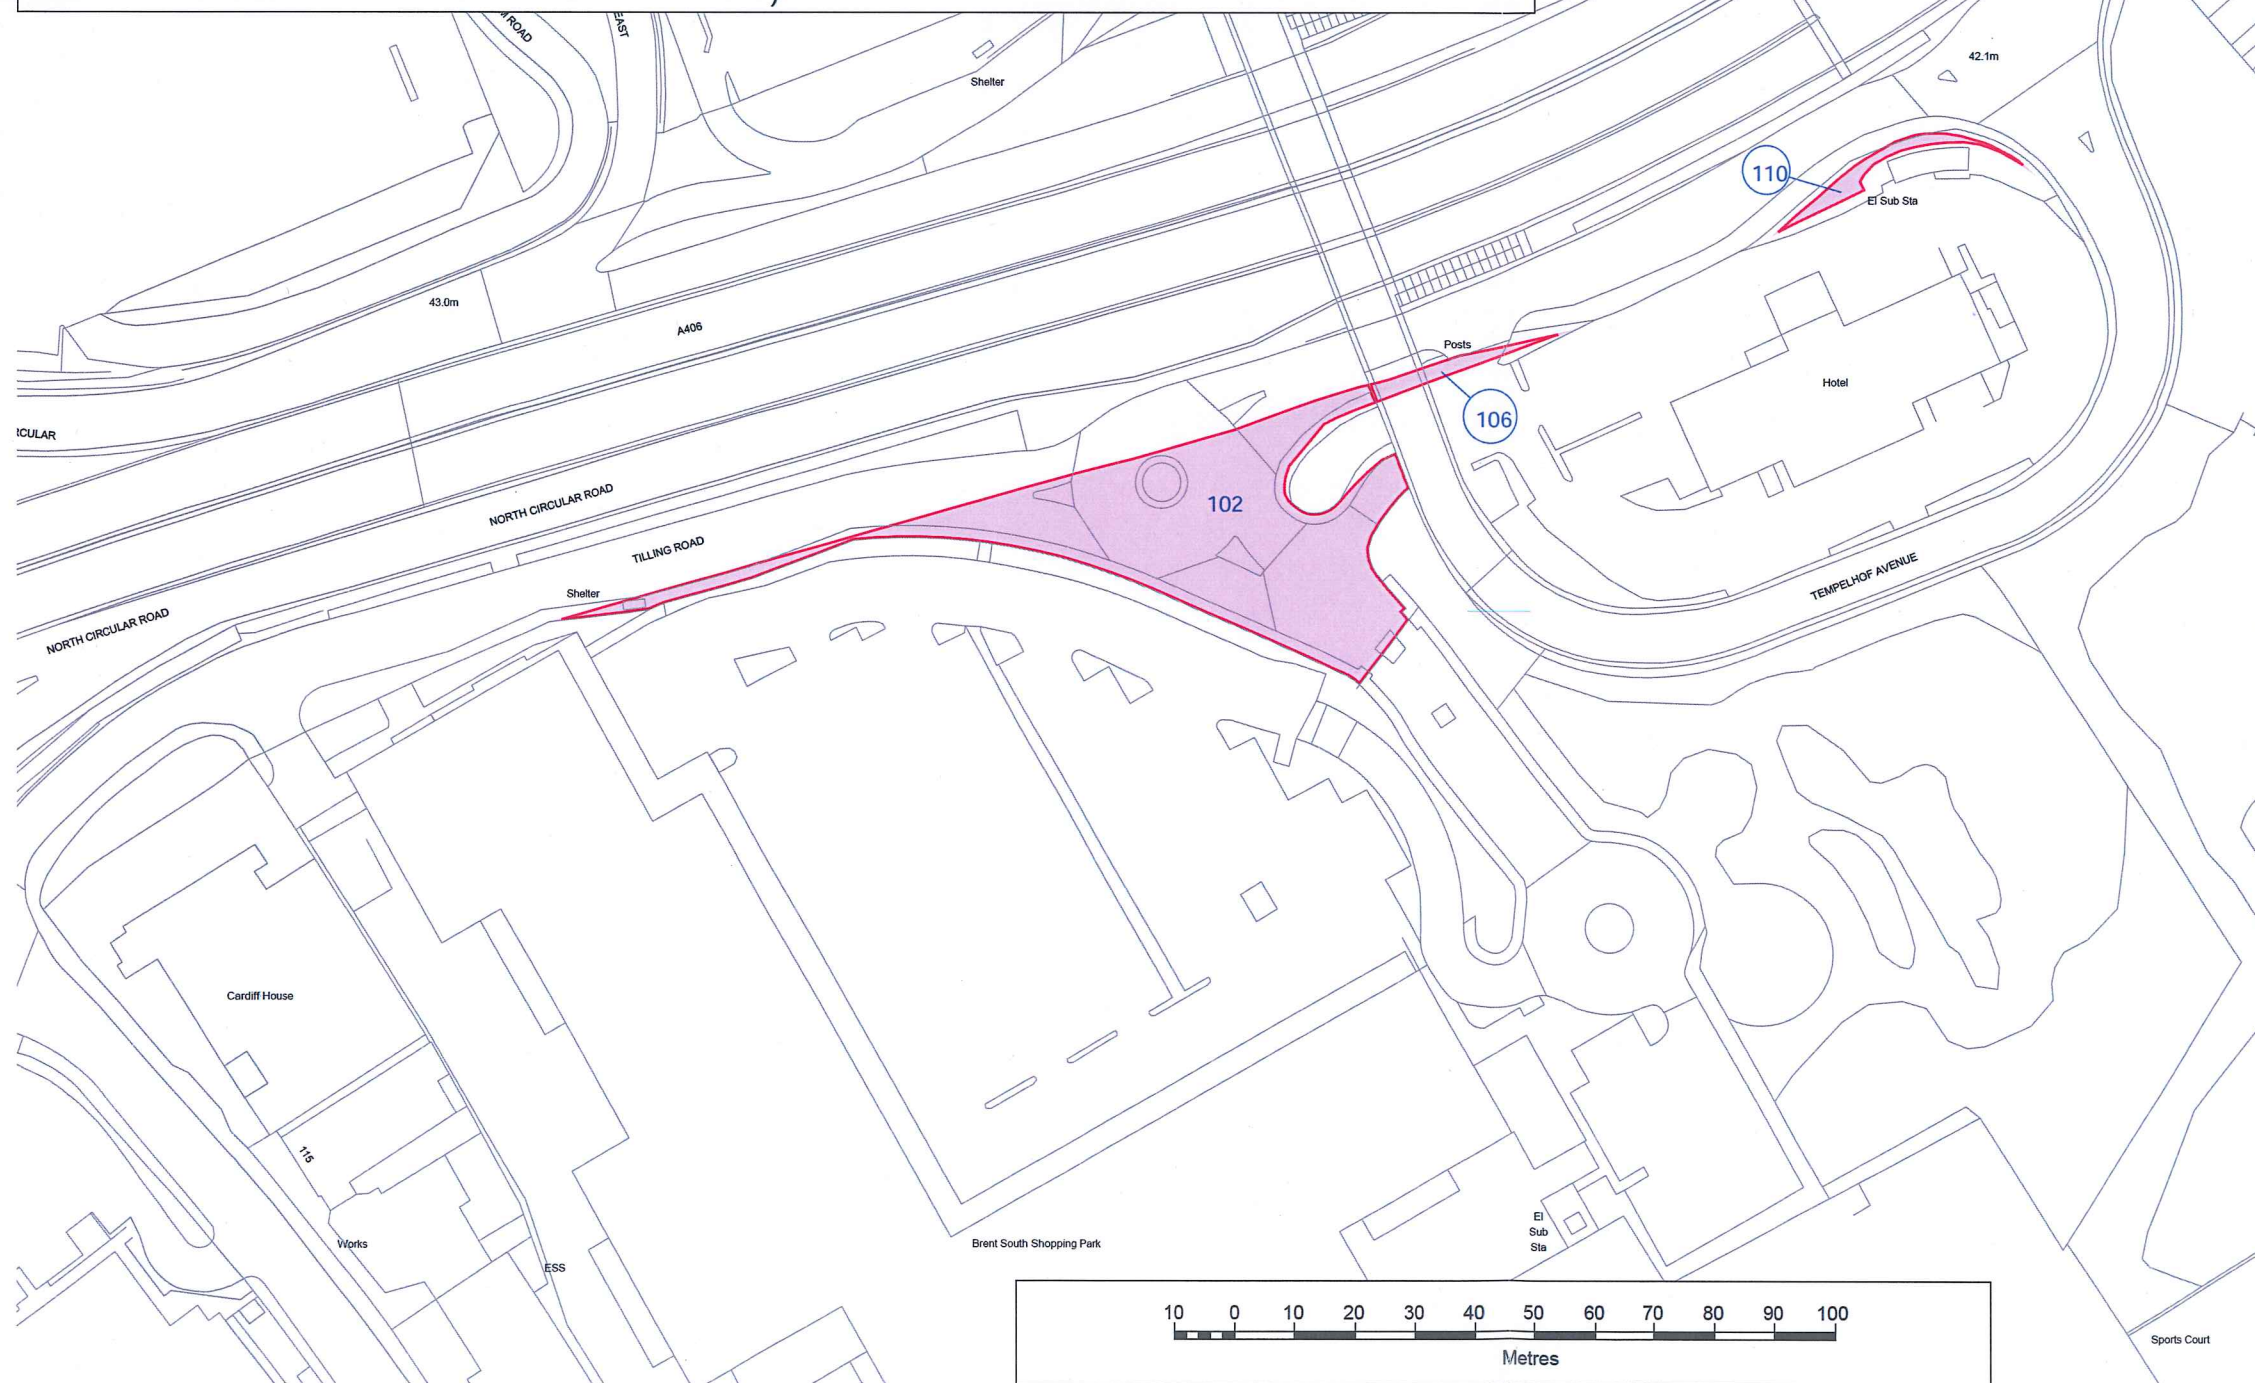 EAST
ROAD
Shelter
42.1m
110
El Sub Sta
43.0m
A406
Posts
Hotel
106
102
NORTH CIRCULAR ROAD
TILLING ROAD
TEMPELHOF AVENUE
Shelter
NORTH CIRCULAR ROAD
Cardiff House
115
Works
ESS
Brent South Shopping Park
El
Sub
Sta
10 0 10 20 30 40 50 60 70 80 90 100
Metres
Sports Court